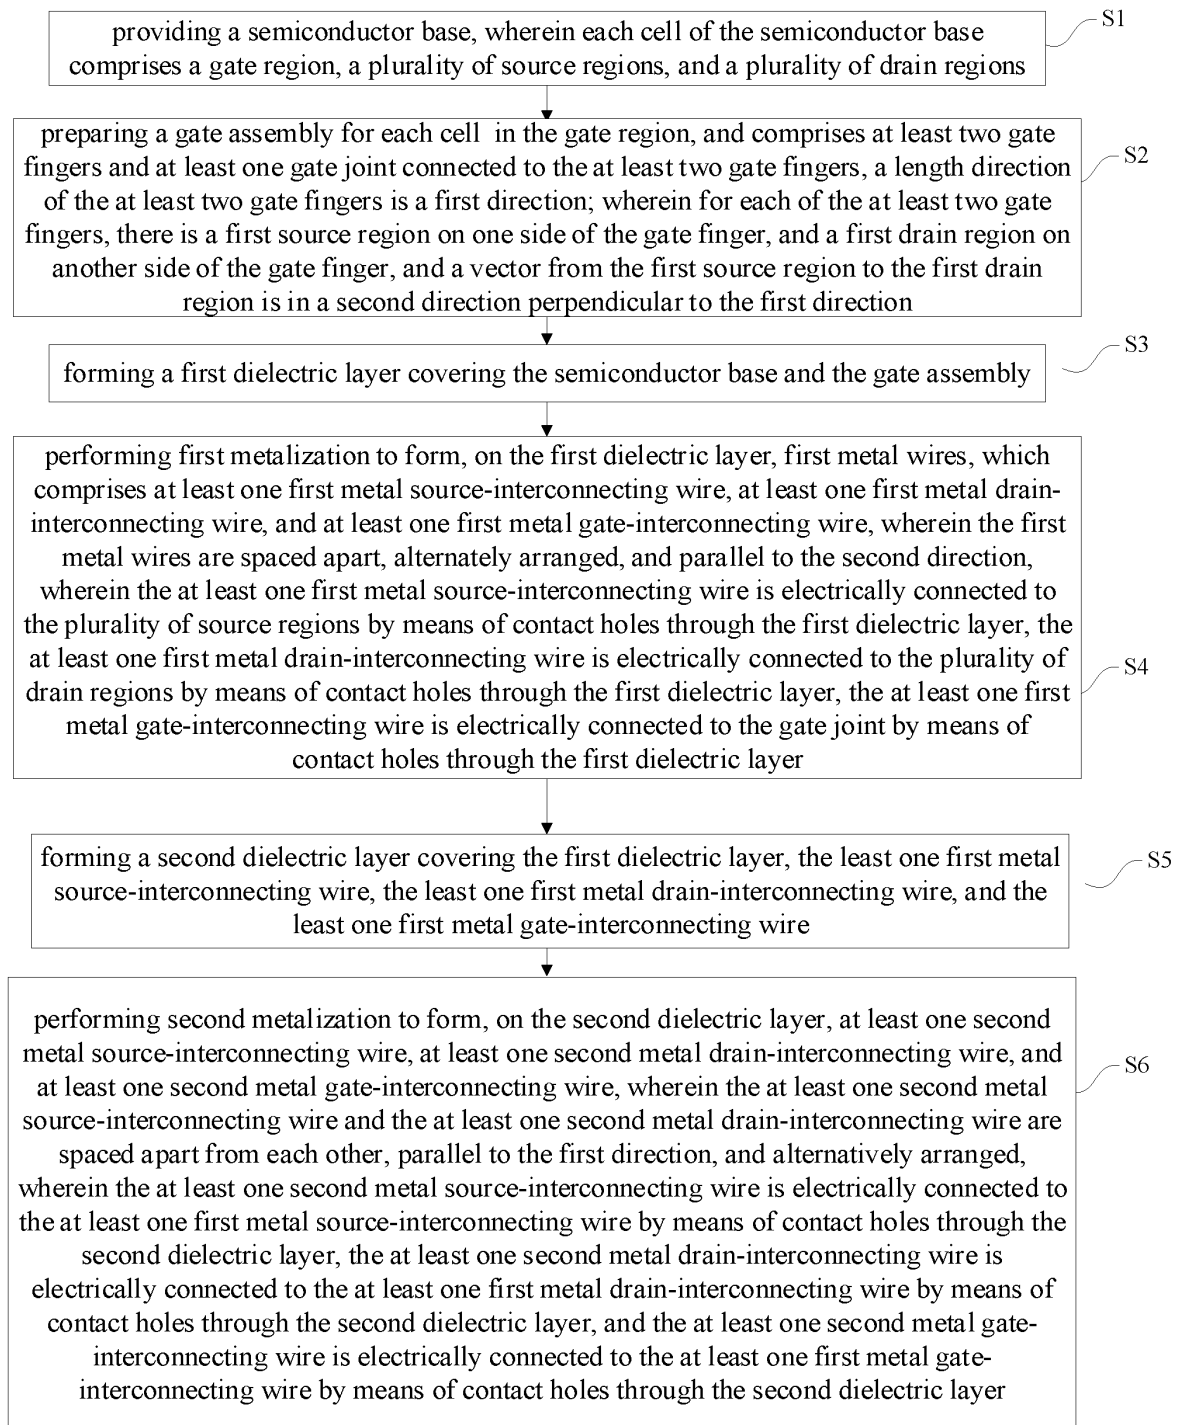 providing a semiconductor base, wherein each cell of the semiconductor base
comprises a gate region, a plurality of source regions, and a plurality of drain regions
S1
preparing a gate assembly for each cell in the gate region, and comprises at least two gate
fingers and at least one gate joint connected to the at least two gate fingers, a length direction
of the at least two gate fingers is a first direction; wherein for each of the at least two gate
fingers, there is a first source region on one side of the gate finger, and a first drain region on
another side of the gate finger, and a vector from the first source region to the first drain
region is in a second direction perpendicular to the first direction
S2
forming a first dielectric layer covering the semiconductor base and the gate assembly
S3
performing first metalization to form, on the first dielectric layer, first metal wires, which
comprises at least one first metal source-interconnecting wire, at least one first metal drain-
interconnecting wire, and at least one first metal gate-interconnecting wire, wherein the first
metal wires are spaced apart, alternately arranged, and parallel to the second direction,
wherein the at least one first metal source-interconnecting wire is electrically connected to
the plurality of source regions by means of contact holes through the first dielectric layer, the
at least one first metal drain-interconnecting wire is electrically connected to the plurality of
drain regions by means of contact holes through the first dielectric layer, the at least one first
metal gate-interconnecting wire is electrically connected to the gate joint by means of
contact holes through the first dielectric layer
S4
forming a second dielectric layer covering the first dielectric layer, the least one first metal
source-interconnecting wire, the least one first metal drain-interconnecting wire, and the
least one first metal gate-interconnecting wire
S5
performing second metalization to form, on the second dielectric layer, at least one second
metal source-interconnecting wire, at least one second metal drain-interconnecting wire, and
at least one second metal gate-interconnecting wire, wherein the at least one second metal
source-interconnecting wire and the at least one second metal drain-interconnecting wire are
spaced apart from each other, parallel to the first direction, and alternatively arranged,
wherein the at least one second metal source-interconnecting wire is electrically connected to
the at least one first metal source-interconnecting wire by means of contact holes through the
second dielectric layer, the at least one second metal drain-interconnecting wire is
electrically connected to the at least one first metal drain-interconnecting wire by means of
contact holes through the second dielectric layer, and the at least one second metal gate-
interconnecting wire is electrically connected to the at least one first metal gate-
interconnecting wire by means of contact holes through the second dielectric layer
S6